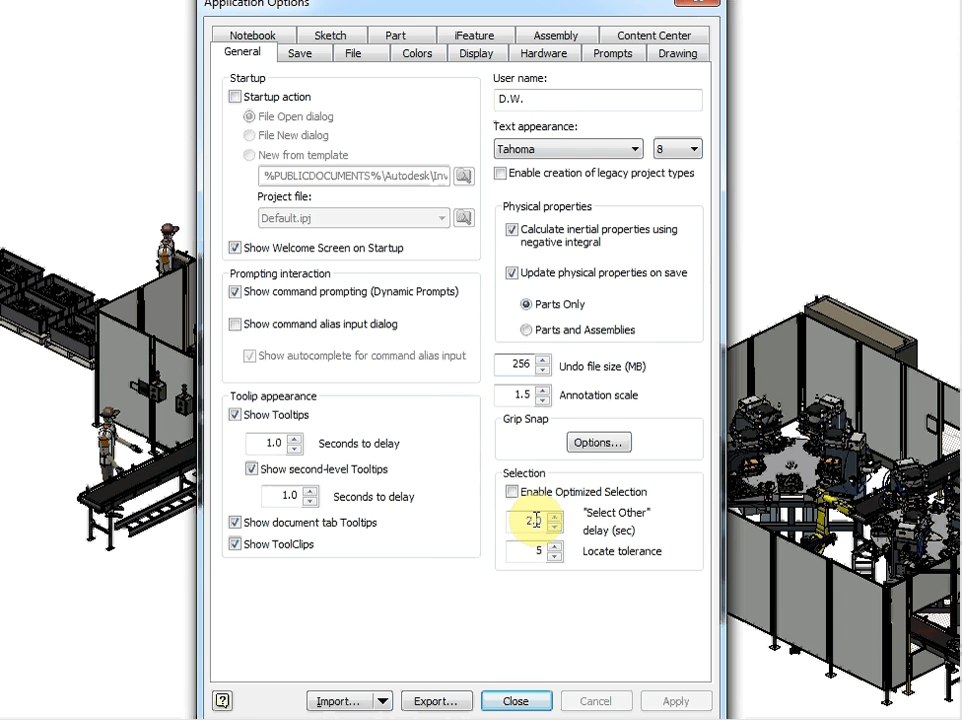 Application Options
Notebook
Sketch
Part
iFeature
Assembly
Content Center
General
Save
File
Colors
Display
Hardware
Prompts
Drawing
Startup
Startup action
File Open dialog
File New dialog
New from template
%PUBLICDOCUMENTS%\Autodesk\Inv
Project file:
Default.ipj
Show Welcome Screen on Startup
Prompting interaction
Show command prompting (Dynamic Prompts)
Show command alias input dialog
Show autocomplete for command alias input
Toolip appearance
Show Tooltips
1.0 Seconds to delay
Show second-level Tooltips
1.0 Seconds to delay
Show document tab Tooltips
Show ToolClips
User name:
D.W.
Text appearance:
Tahoma
8
Enable creation of legacy project types
Physical properties
Calculate inertial properties using
negative integral
Update physical properties on save
Parts Only
Parts and Assemblies
256 Undo file size (MB)
1.5 Annotation scale
Grip Snap
Options...
Selection
Enable Optimized Selection
2.0 "Select Other"
delay (sec)
5 Locate tolerance
?
Import...
Export...
Close
Cancel
Apply